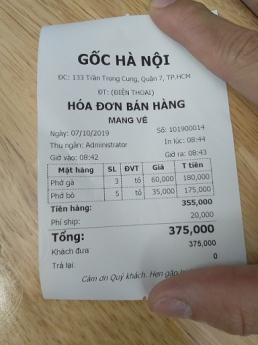 GỐC HÀ NỘI
ĐC: 133 Trần Trọng Cung, Quận 7, TP.HCM
ĐT: (ĐIỆN THOẠI)
HÓA ĐƠN BÁN HÀNG
MANG VỀ
Ngày: 07/10/2019 Số: 101900014
Thu ngân: Administrator In lúc: 08:44
Giờ vào: 08:42 Giờ ra: 08:43
Mặt hàng SL ĐVT Giá T tiền
Phở gà 3 tô 60,000 180,000
Phở bò 5 tô 35,000 175,000
Tiền hàng: 355,000
Phí ship: 20,000
Tổng: 375,000
Khách đưa 375,000
Trả lại 0
Cảm ơn Quý khách. Hẹn gặp